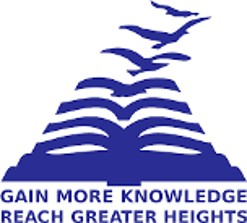 GAIN MORE KNOWLEDGE
REACH GREATER HEIGHTS